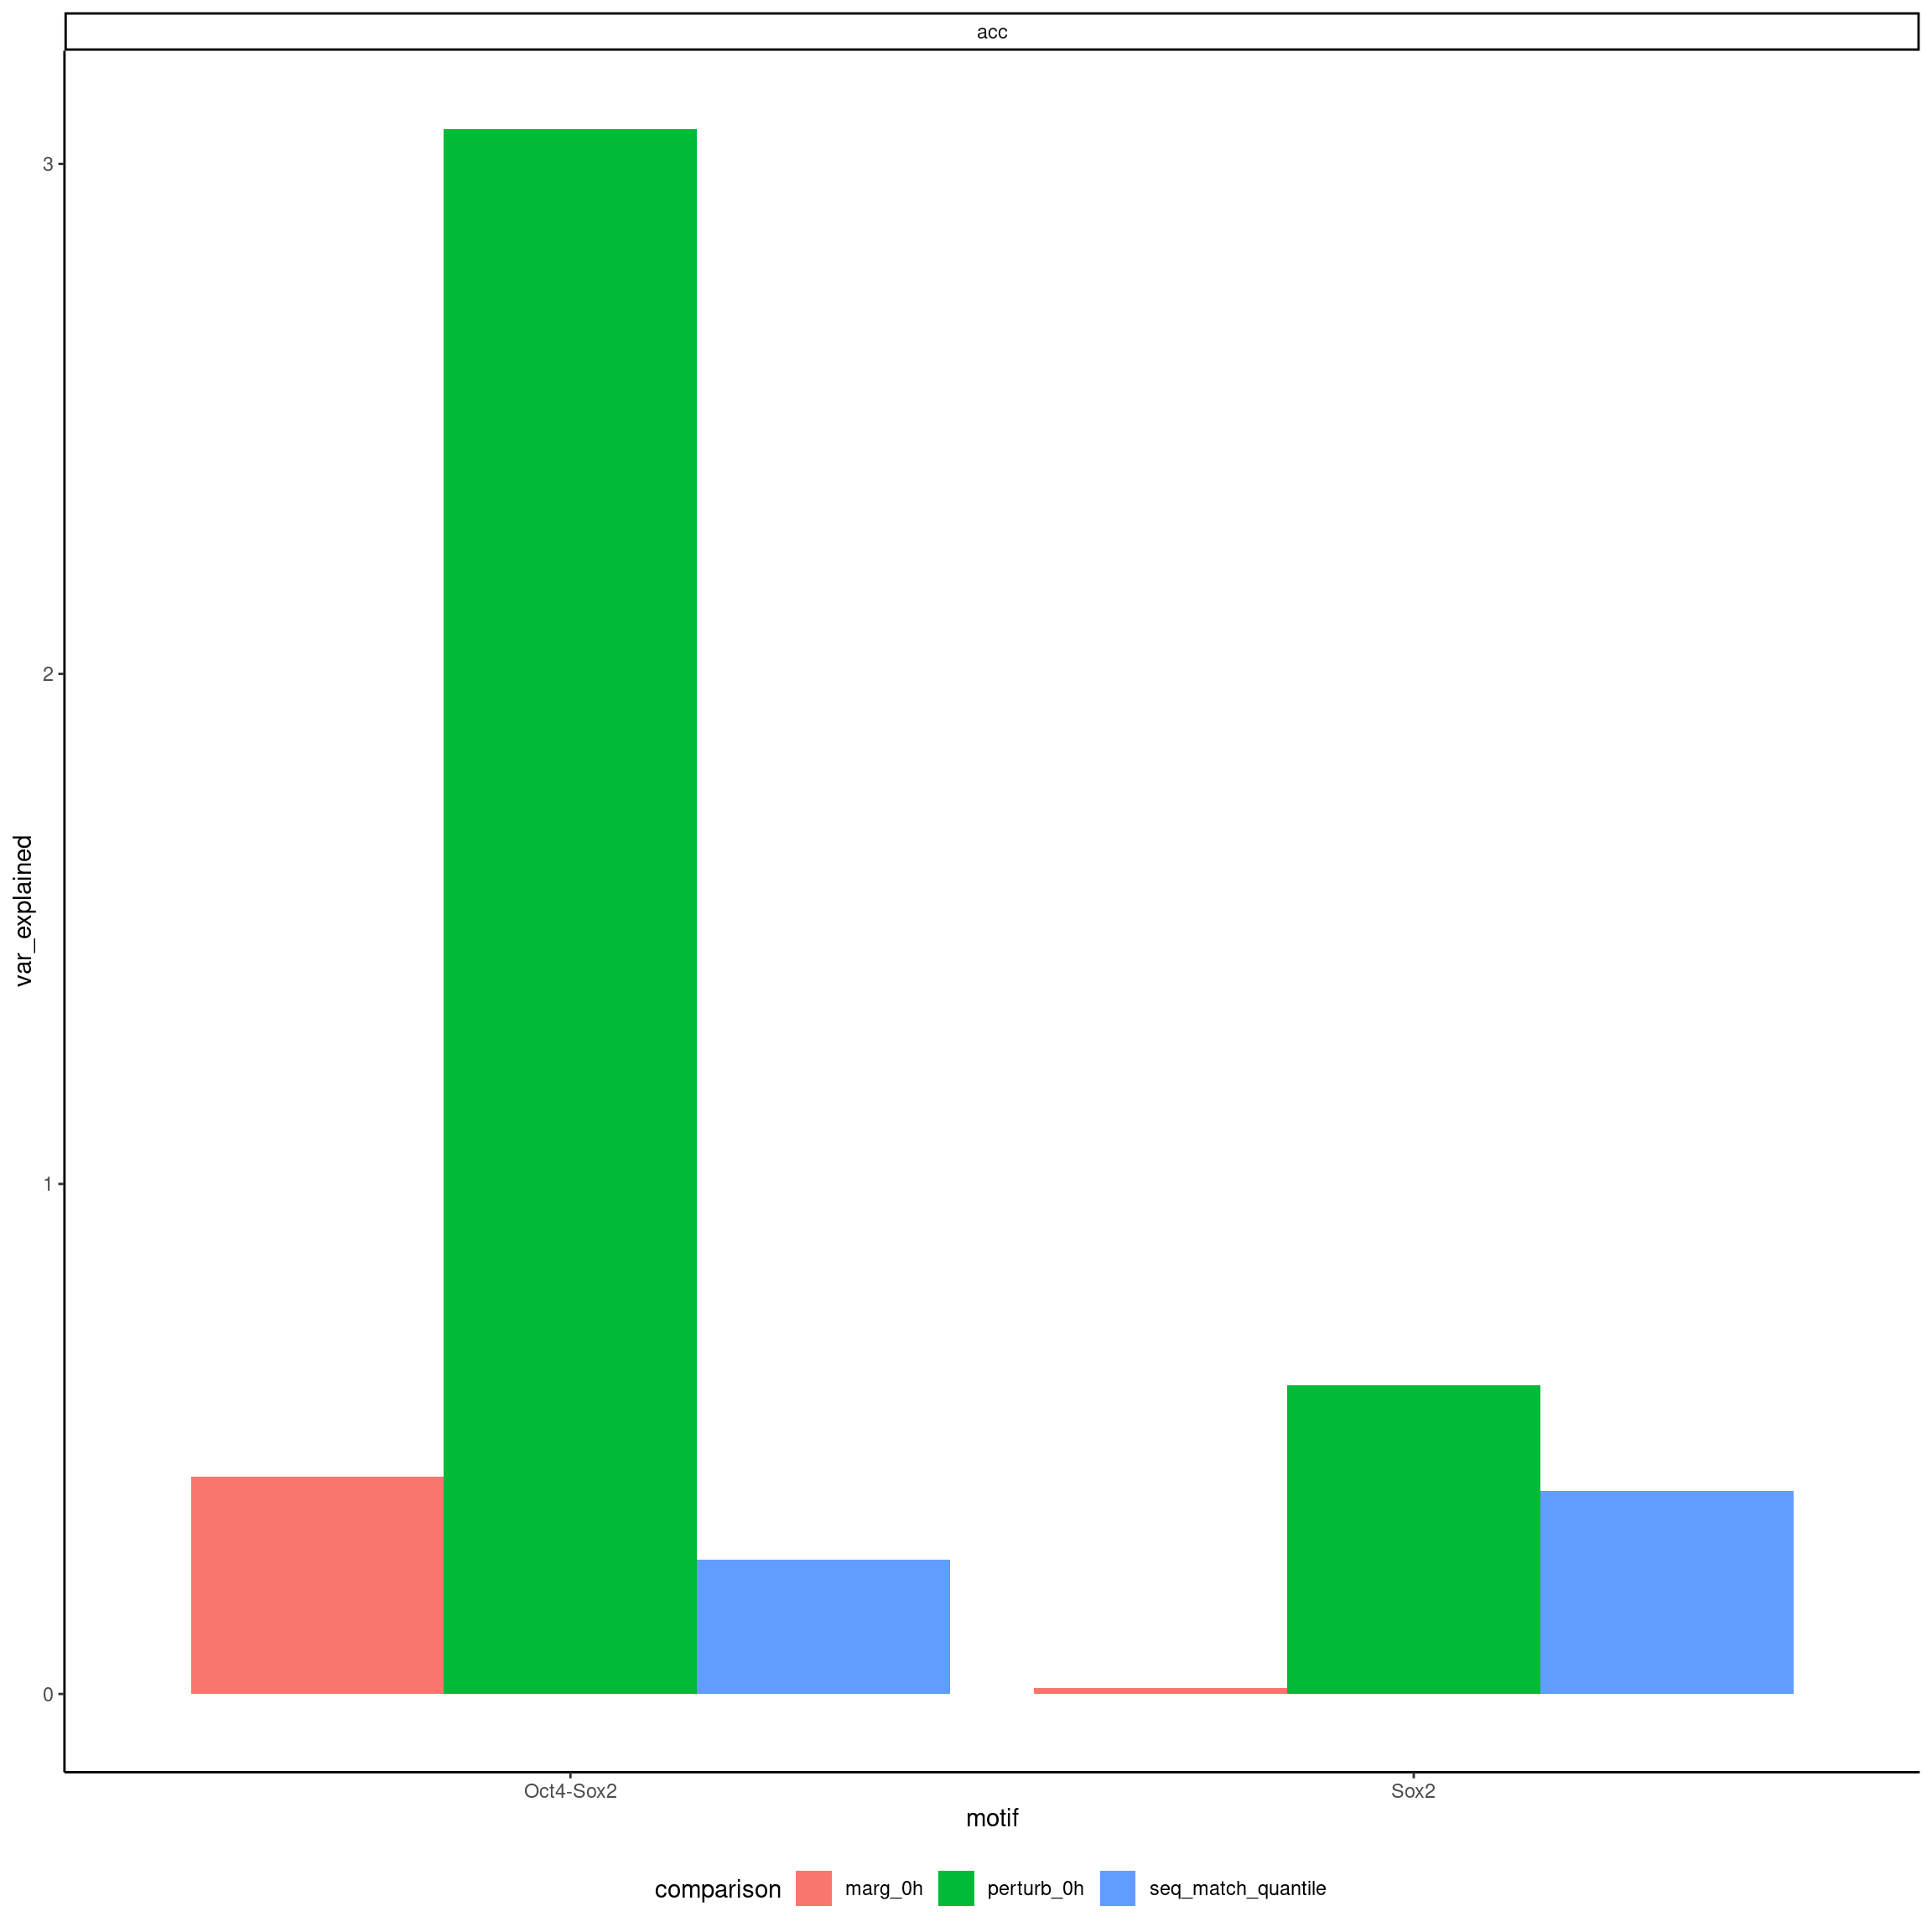 acc
3
2
1
0
var_explained
Oct4-Sox2 Sox2
motif
comparison marg_0h perturb_0h seq_match_quantile